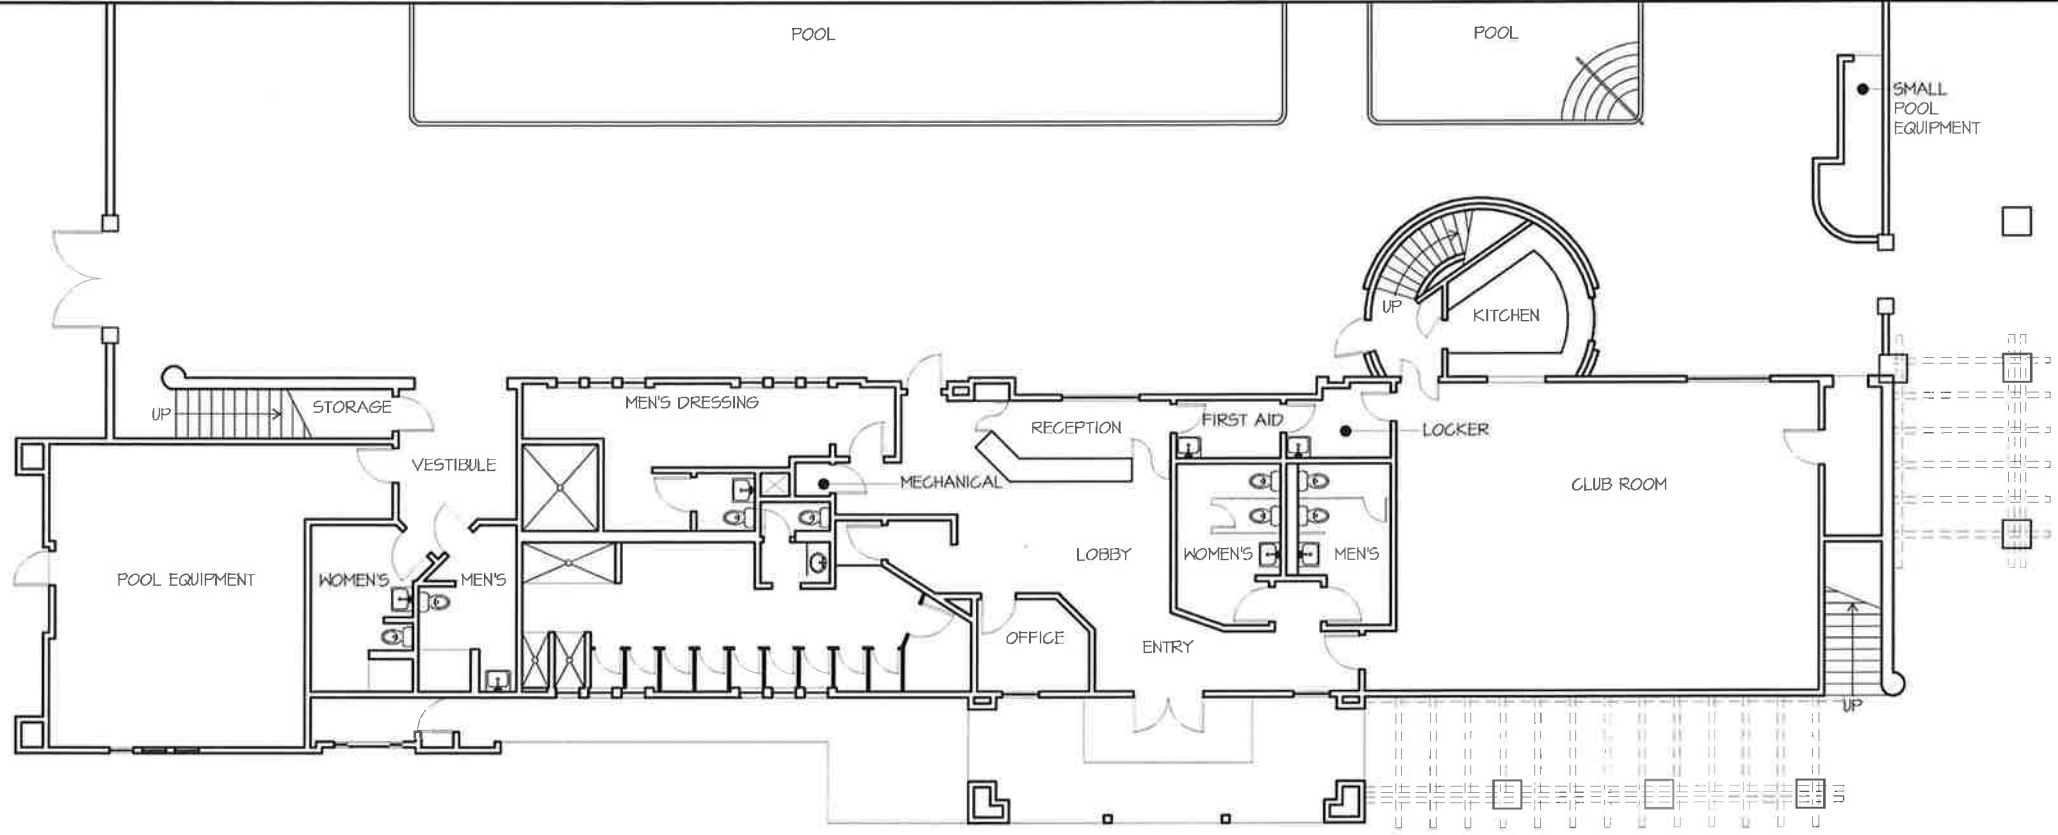 POOL
POOL
SMALL
POOL
EQUIPMENT
UP
KITCHEN
UP
STORAGE
MEN'S DRESSING
RECEPTION
FIRST AID
LOCKER
VESTIBULE
MECHANICAL
CLUB ROOM
POOL EQUIPMENT
WOMEN'S
MEN'S
LOBBY
WOMEN'S
MEN'S
OFFICE
ENTRY
UP